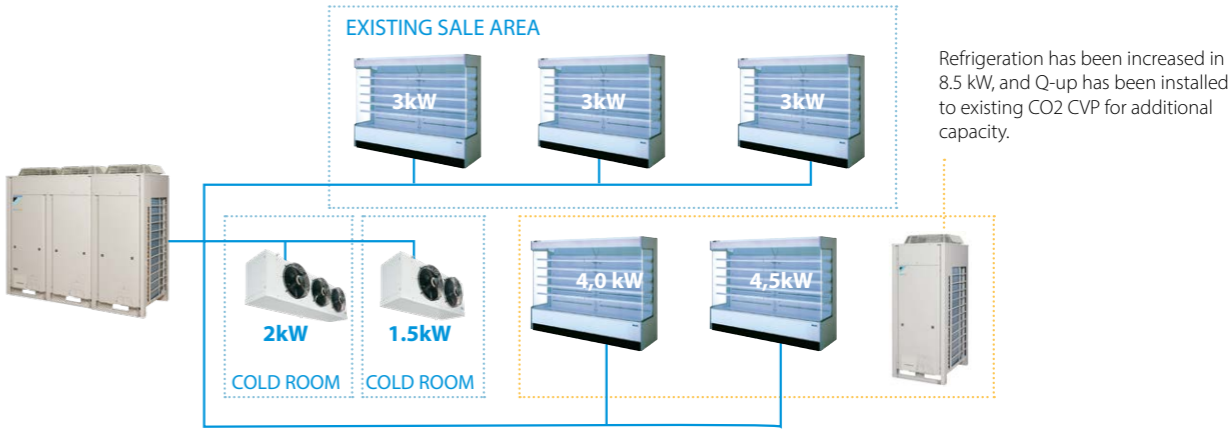 EXISTING SALE AREA
3kW
3kW
3kW
Refrigeration has been increased in
8.5 kW, and Q-up has been installed
to existing CO2 CVP for additional
capacity.
4,0 kW
4,5kW
2kW
1.5kW
COLD ROOM
COLD ROOM